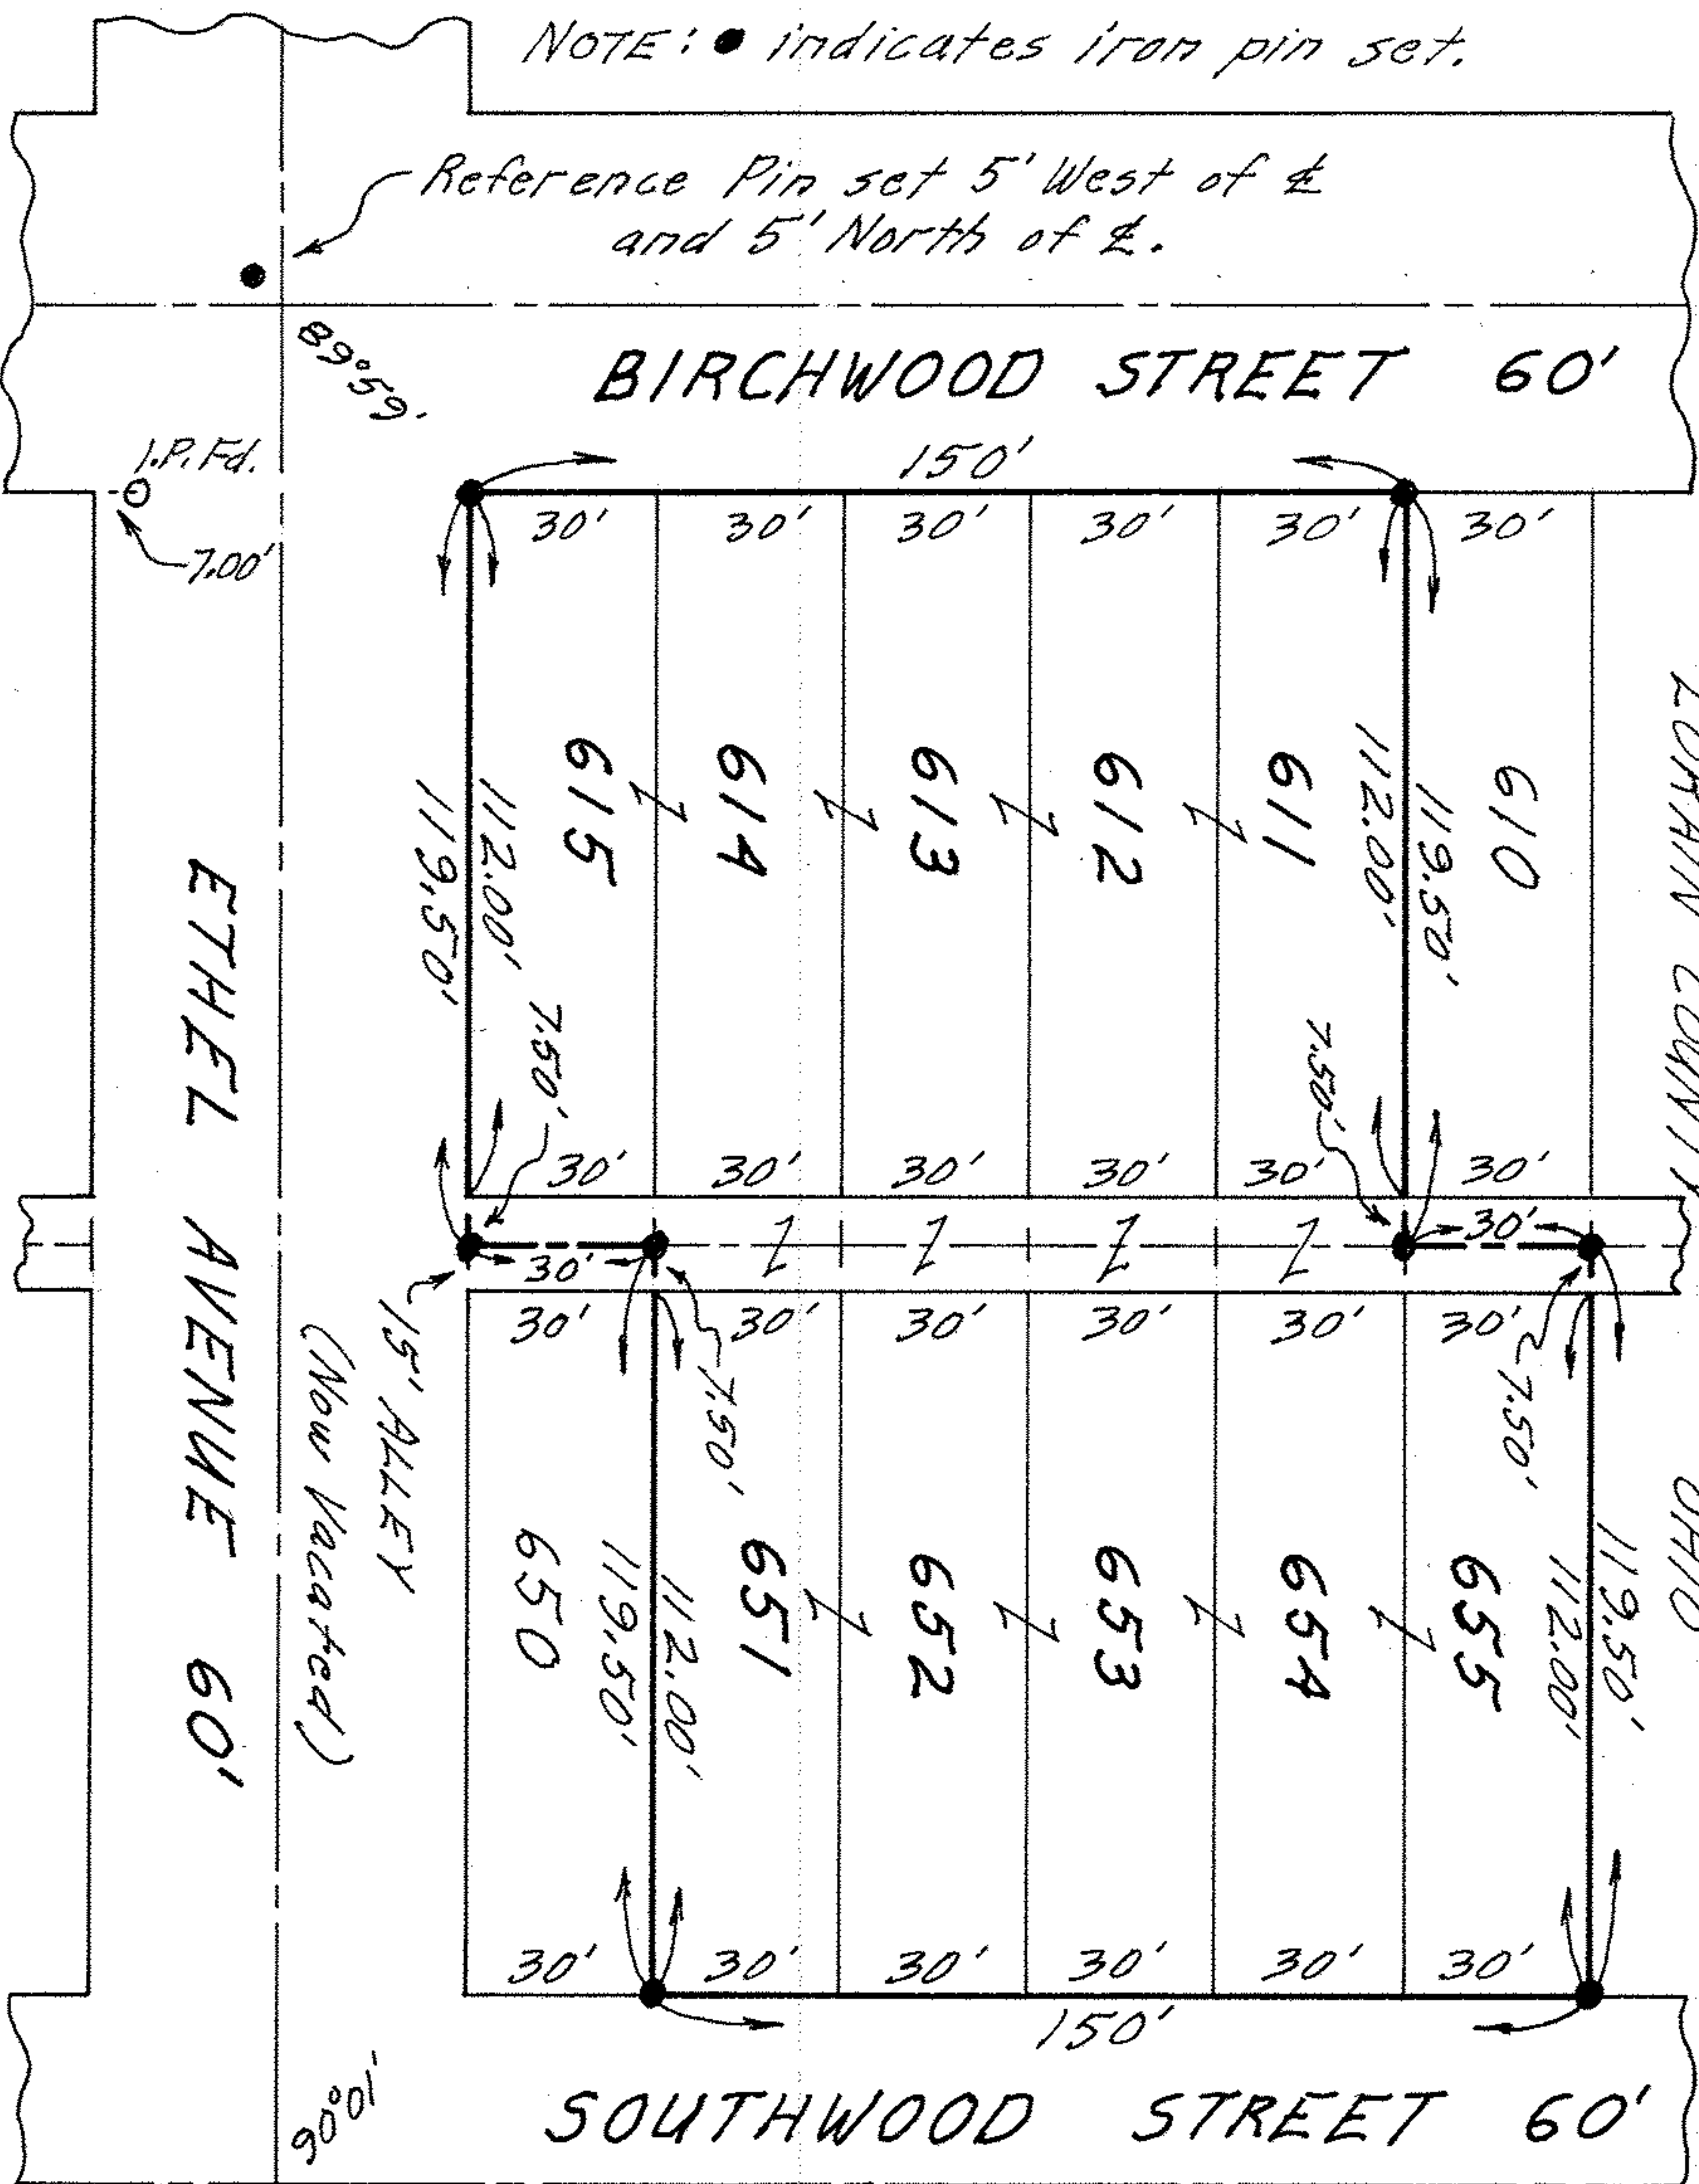 NOTE: ● indicates iron pin set.
Reference Pin set 5' West of ℄
and 5' North of ℄.
89°59'
BIRCHWOOD STREET 60'
I.P. Fd.
7.00'
150'
30' 30' 30' 30' 30' 30'
615 614 613 612 611 610
119.50' 112.00'
112.00' 119.50'
7.50' 7.50'
30' 30' 30' 30' 30' 30'
LORAIN COUNTY
OHIO
30' 30'
30' 30' 30' 30' 30' 30'
7.50' 7.50'
ETHEL AVENUE 60'
15' ALLEY
(Now Vacated)
650 651 652 653 654 655
119.50' 112.00'
112.00' 119.50'
30' 30' 30' 30' 30' 30'
150'
90°01'
SOUTHWOOD STREET 60'